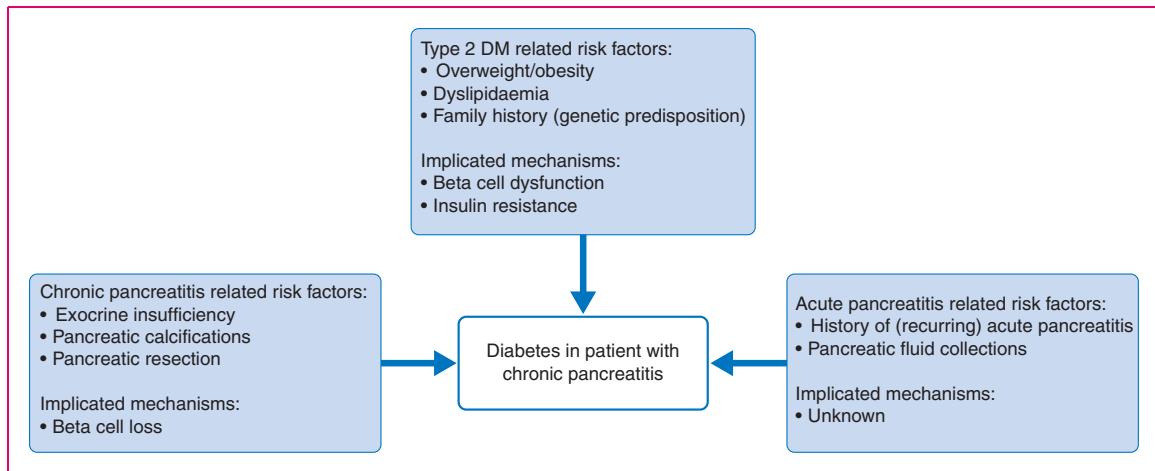 Type 2 DM related risk factors:
• Overweight/obesity
• Dyslipidaemia
• Family history (genetic predisposition)
Implicated mechanisms:
• Beta cell dysfunction
• Insulin resistance
Chronic pancreatitis related risk factors:
• Exocrine insufficiency
• Pancreatic calcifications
• Pancreatic resection
Implicated mechanisms:
• Beta cell loss
Diabetes in patient with
chronic pancreatitis
Acute pancreatitis related risk factors:
• History of (recurring) acute pancreatitis
• Pancreatic fluid collections
Implicated mechanisms:
• Unknown